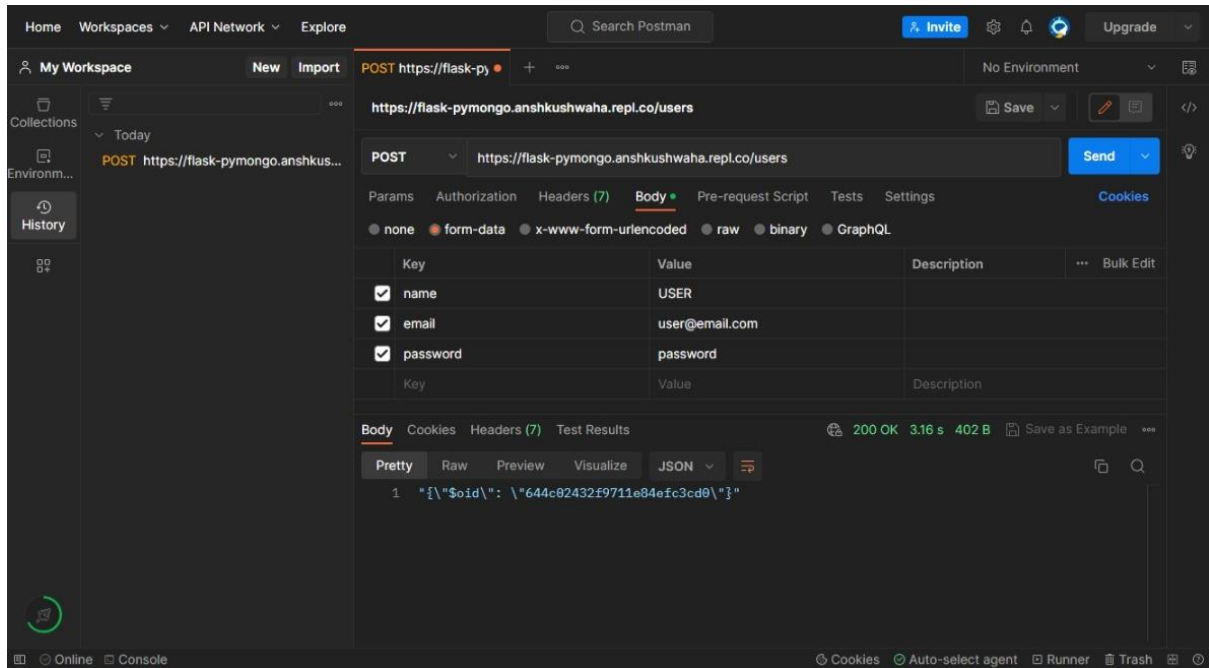 Home Workspaces API Network Explore Search Postman Invite Upgrade
My Workspace New Import POST https://flask-py No Environment
Collections
Environm...
History
Today
POST https://flask-pymongo.anshkus...
https://flask-pymongo.anshkushwaha.repl.co/users Save
POST https://flask-pymongo.anshkushwaha.repl.co/users Send
Params Authorization Headers (7) Body Pre-request Script Tests Settings Cookies
none form-data x-www-form-urlencoded raw binary GraphQL
Key Value Description Bulk Edit
name USER
email user@email.com
password password
Key Value Description
Body Cookies Headers (7) Test Results 200 OK 3.16 s 402 B Save as Example
Pretty Raw Preview Visualize JSON
1 "{\"$oid\": \"644c02432f9711e84efc3cd0\"}"
Online Console Cookies Auto-select agent Runner Trash